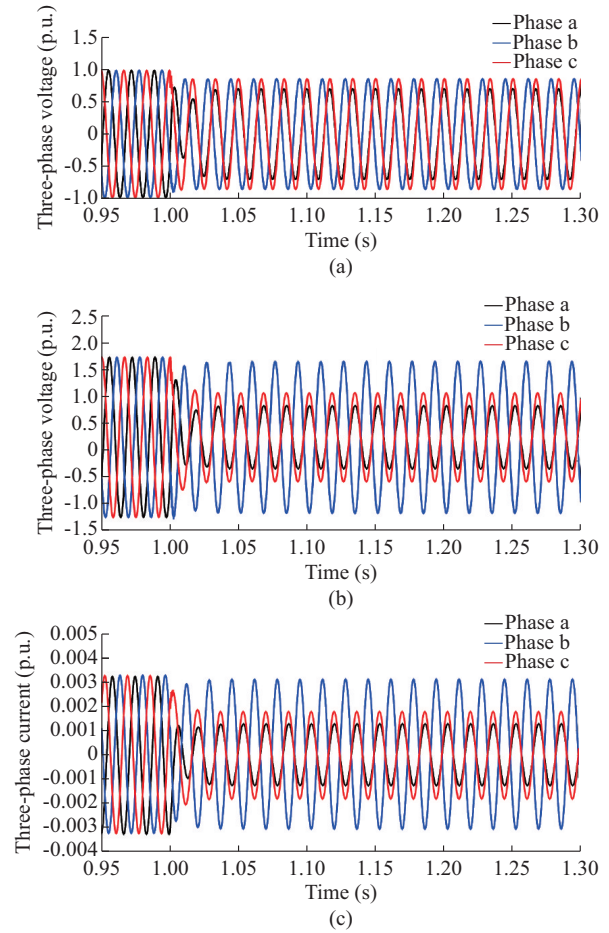 Phase a
Phase b
Phase c
Three-phase voltage (p.u.)
1.5
1.0
0.5
0
-0.5
-1.0
0.95 1.00 1.05 1.10 1.15 1.20 1.25 1.30
Time (s)
(a)
Phase a
Phase b
Phase c
Three-phase voltage (p.u.)
2.5
2.0
1.5
1.0
0.5
0
-0.5
-1.0
-1.5
0.95 1.00 1.05 1.10 1.15 1.20 1.25 1.30
Time (s)
(b)
Phase a
Phase b
Phase c
Three-phase current (p.u.)
0.005
0.004
0.003
0.002
0.001
0
-0.001
-0.002
-0.003
0.004
0.95 1.00 1.05 1.10 1.15 1.20 1.25 1.30
Time (s)
(c)